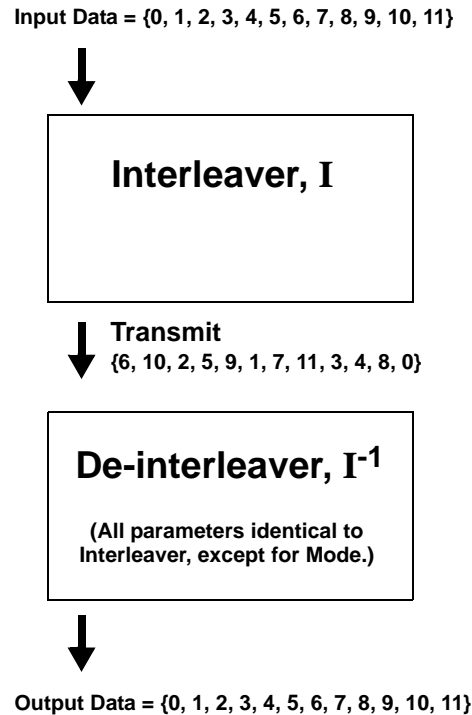 Input Data = {0, 1, 2, 3, 4, 5, 6, 7, 8, 9, 10, 11}
Interleaver, I
Transmit
{6, 10, 2, 5, 9, 1, 7, 11, 3, 4, 8, 0}
De-interleaver, I-1
(All parameters identical to
Interleaver, except for Mode.)
Output Data = {0, 1, 2, 3, 4, 5, 6, 7, 8, 9, 10, 11}